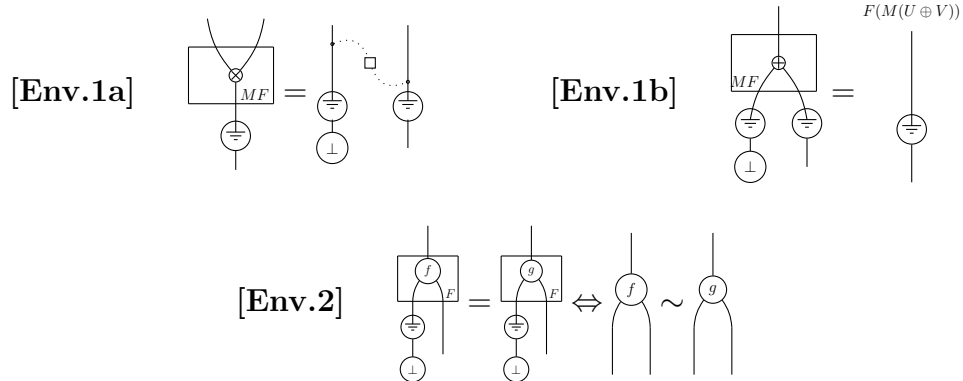 F(M(U ⊕ V))
[Env.1a] ⊗ MF = ⊥ [Env.1b] ⊕ MF = ⊥
[Env.2] f F ⊥ = g F ⊥ ⇔ f ∼ g